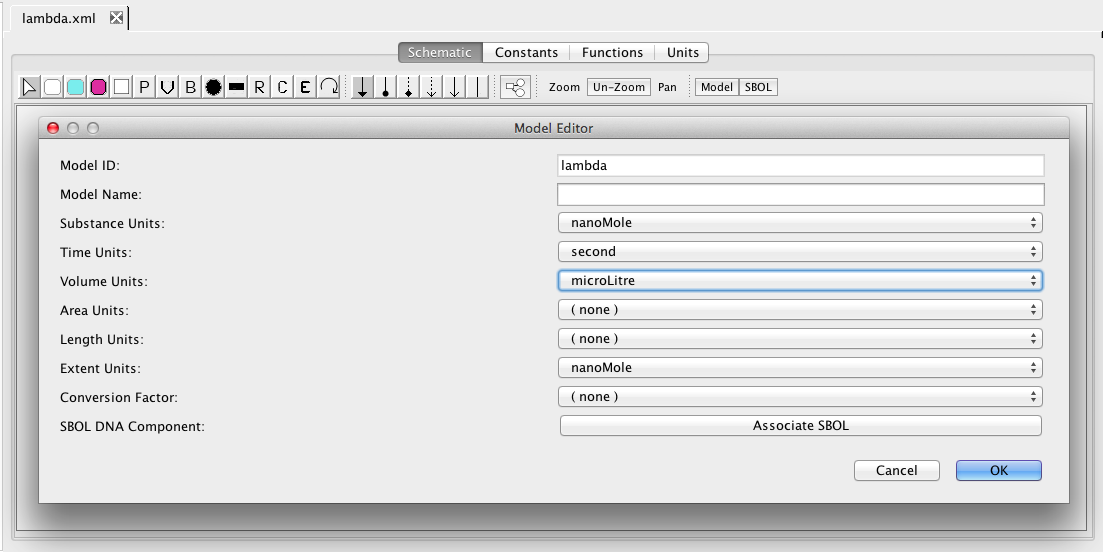 lambda.xml
Schematic Constants Functions Units
P V B R C E Zoom Un-Zoom Pan Model SBOL
Model Editor
Model ID: lambda
Model Name:
Substance Units: nanoMole
Time Units: second
Volume Units: microLitre
Area Units: ( none )
Length Units: ( none )
Extent Units: nanoMole
Conversion Factor: ( none )
SBOL DNA Component: Associate SBOL
Cancel OK